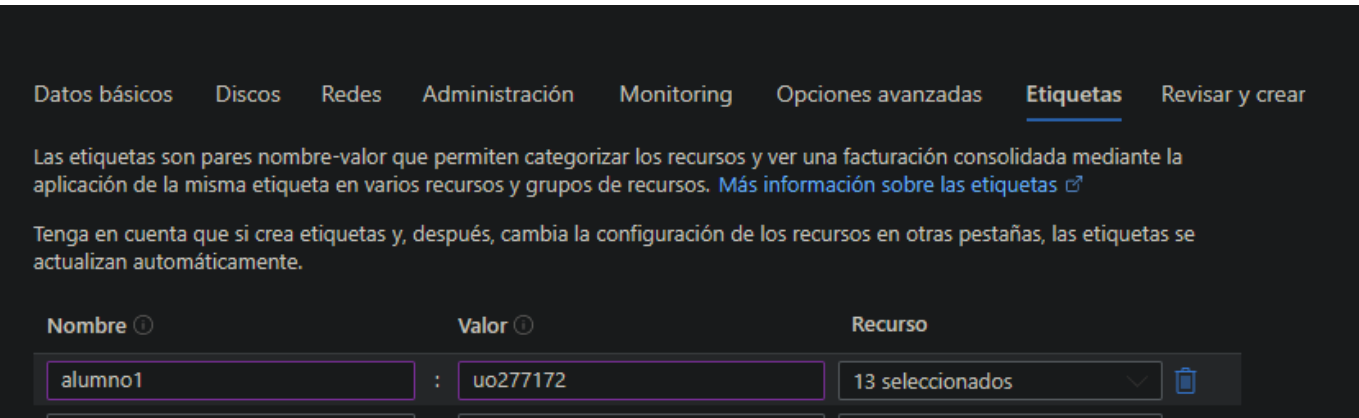 Datos básicos Discos Redes Administración Monitoring Opciones avanzadas Etiquetas Revisar y crear
Las etiquetas son pares nombre-valor que permiten categorizar los recursos y ver una facturación consolidada mediante la
aplicación de la misma etiqueta en varios recursos y grupos de recursos. Más información sobre las etiquetas
Tenga en cuenta que si crea etiquetas y, después, cambia la configuración de los recursos en otras pestañas, las etiquetas se
actualizan automáticamente.
Nombre Valor Recurso
alumno1 : uo277172 13 seleccionados